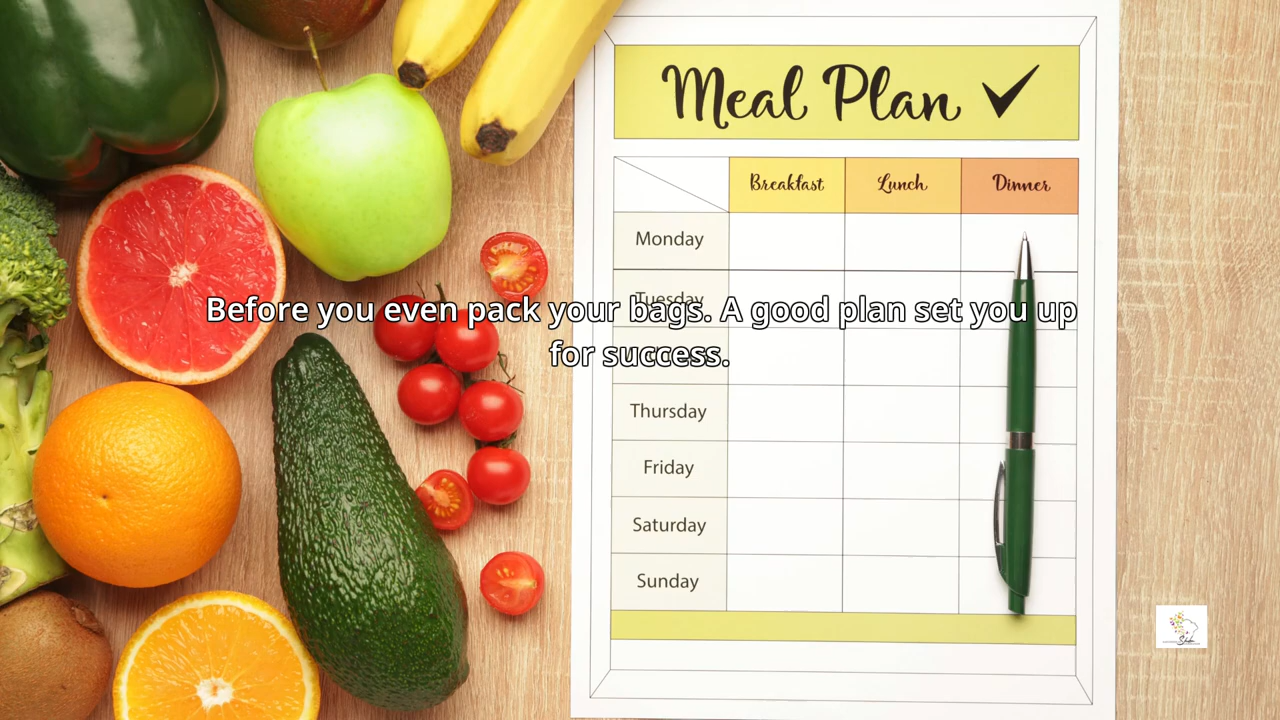 Meal Plan ✓
Breakfast Lunch Dinner
Monday
Tuesday
Before you even pack your bags. A good plan set you up
for success.
Thursday
Friday
Saturday
Sunday